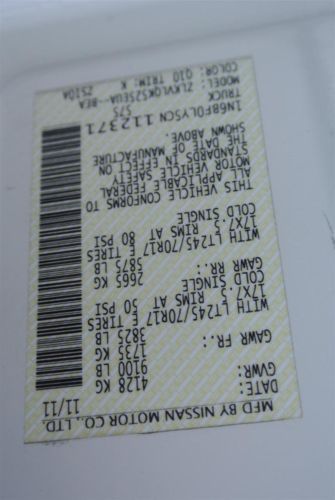 MFD BY NISSAN MOTOR CO., LTD.
DATE: 11/11
GVWR: 4128 KG
9100 LB
GAWR FR.: 1735 KG
3825 LB
WITH LT245/70R17 E TIRES
17X7.5 RIMS AT 50 PSI
COLD SINGLE
GAWR RR.: 2665 KG
5875 LB
WITH LT245/70R17 E TIRES
17X7.5 RIMS AT 80 PSI
COLD SINGLE
THIS VEHICLE CONFORMS TO
ALL APPLICABLE FEDERAL
MOTOR VEHICLE SAFETY
STANDARDS IN EFFECT ON
THE DATE OF MANUFACTURE
SHOWN ABOVE.
1N6BF0LY5CN 112371
TRUCK S/S
MODEL: ZLKVLQKS25EUA--BEA
COLOR: Q10 TRIM: K ZS10A